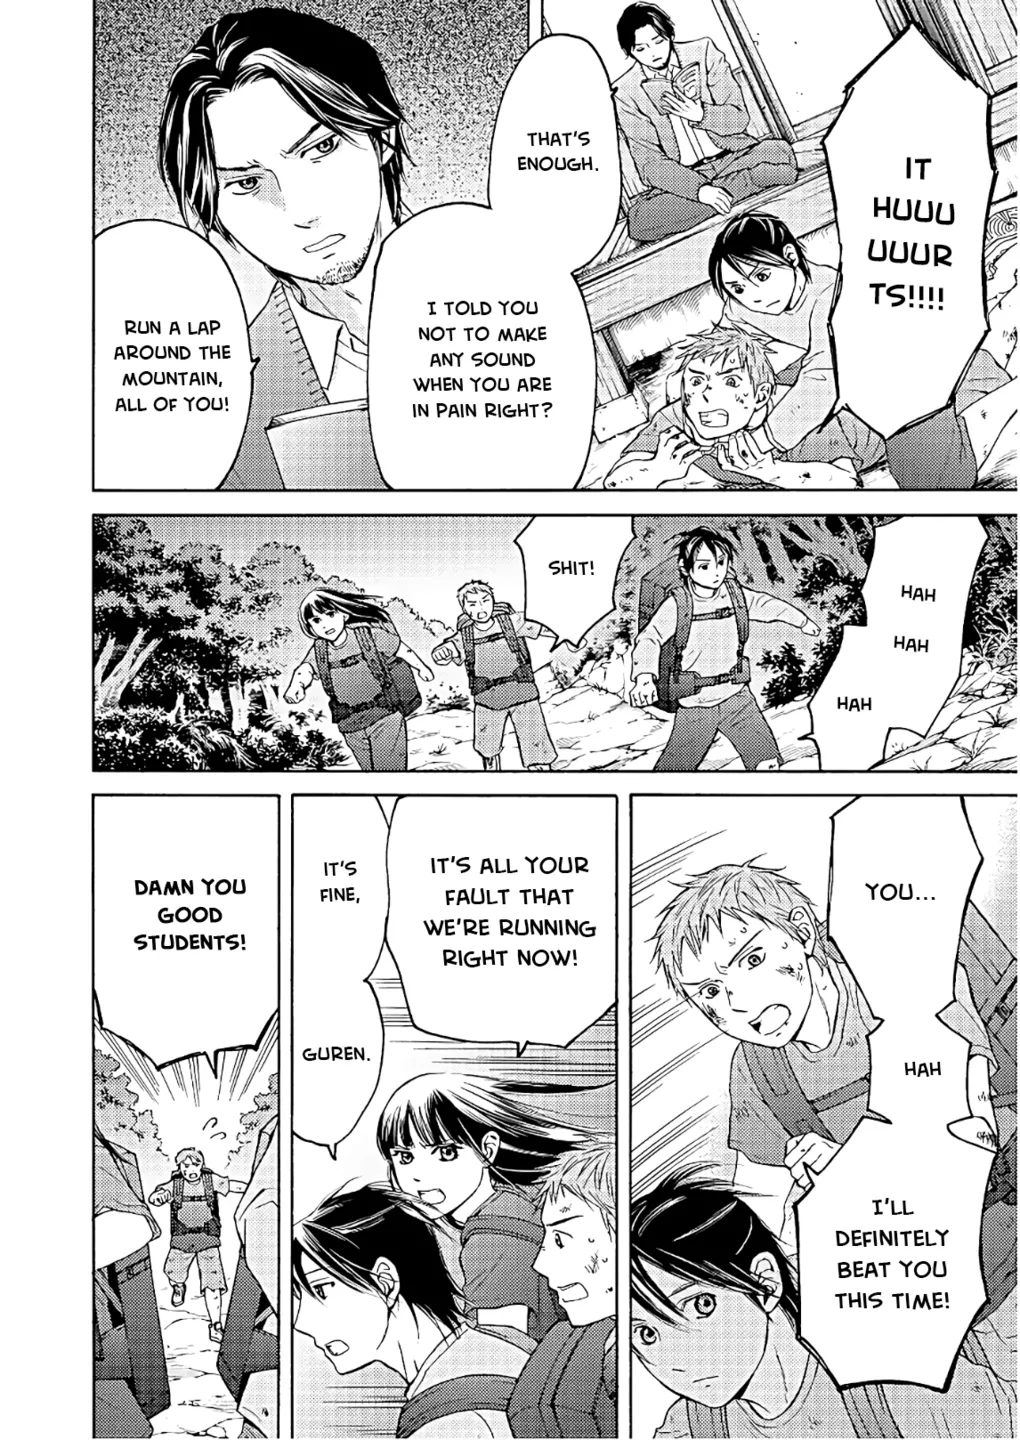 IT
HUUU
UUUR
TS!!!!
THAT'S
ENOUGH.
I TOLD YOU
NOT TO MAKE
ANY SOUND
WHEN YOU ARE
IN PAIN RIGHT?
RUN A LAP
AROUND THE
MOUNTAIN,
ALL OF YOU!
HAH
HAH
HAH
SHIT!
YOU...
HAH
I'LL
DEFINITELY
BEAT YOU
THIS TIME!
IT'S ALL YOUR
FAULT THAT
WE'RE RUNNING
RIGHT NOW!
IT'S
FINE,
GUREN.
DAMN YOU
GOOD
STUDENTS!